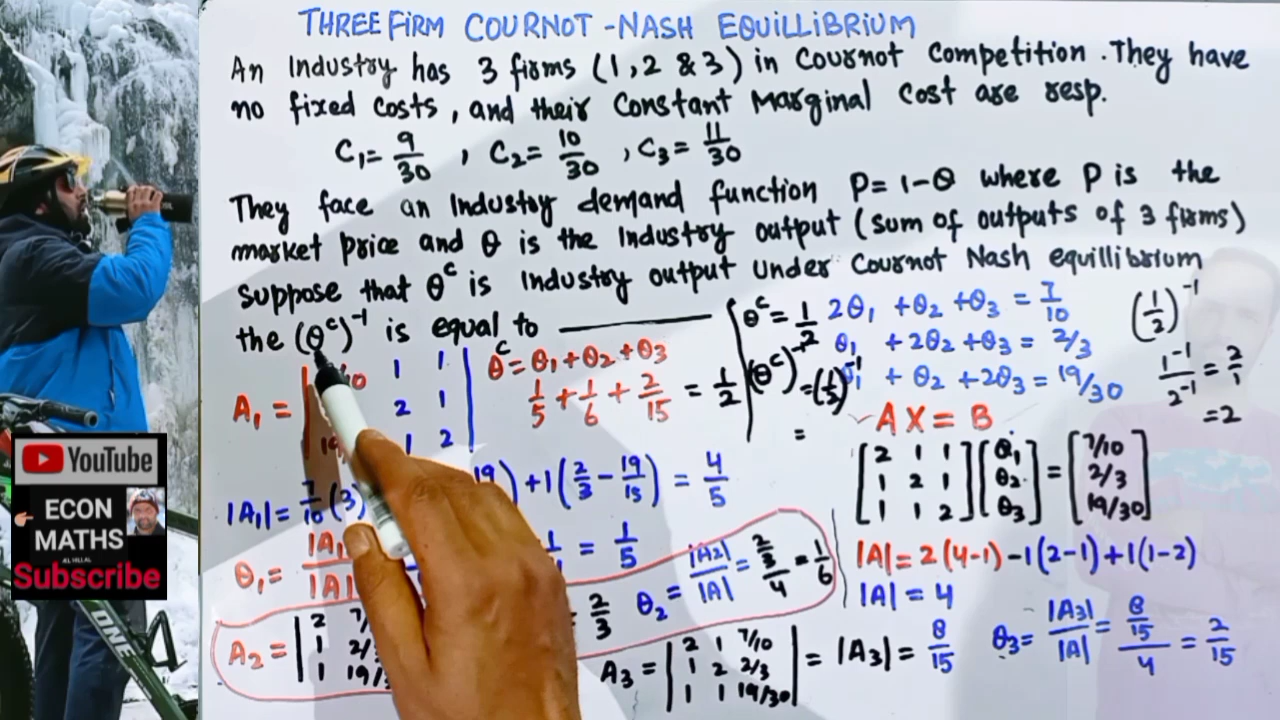 THREE FIRM COURNOT-NASH EQUILLIBRIUM
An Industry has 3 firms (1,2 & 3) in Cournot Competition. They have
no fixed costs, and their Constant Marginal Cost are resp.
C₁= 9/30 , C₂= 10/30 , C₃= 11/30
They face an Industry demand function P= 1-Θ where P is the
market price and Θ is the Industry output (sum of outputs of 3 firms)
Suppose that Θᶜ is Industry output Under Cournot Nash equillibrium
the (Θᶜ)⁻¹ is equal to ______
Θᶜ = Θ₁+Θ₂+Θ₃
1/5 + 1/6 + 2/15 = 1/2
Θᶜ = 1/2
(Θᶜ)⁻¹ = (1/2)⁻¹
=
2Θ₁ +Θ₂ +Θ₃ = 7/10
Θ₁ +2Θ₂ +Θ₃ = 2/3
+ Θ₂ +2Θ₃ = 19/30
(1/2)⁻¹
1⁻¹/2⁻¹ = 2/1
=2
A X = B
[2 1 1] [Θ₁] = [7/10]
[1 2 1] [Θ₂] [2/3]
[1 1 2] [Θ₃] [19/30]
|A|= 2(4-1) -1(2-1) +1(1-2)
|A| = 4
A₁ = | 1 1 |
2 1
1 2
|A₁|= 7/10 (3) +1(2/3 - 19/15) = 4/5
Θ₁= |A₁|/|A| = 1/5
A₂ = | 2
1
1
2/3
Θ₂ = |A₂|/|A| = 2/3/4 = 1/6
A₃ = | 2 1 7/10 | = |A₃| = 8/15
1 2 2/3
1 1 19/30
Θ₃= |A₃|/|A| = 8/15/4 = 2/15
YouTube
ECON
MATHS
Subscribe
ONE